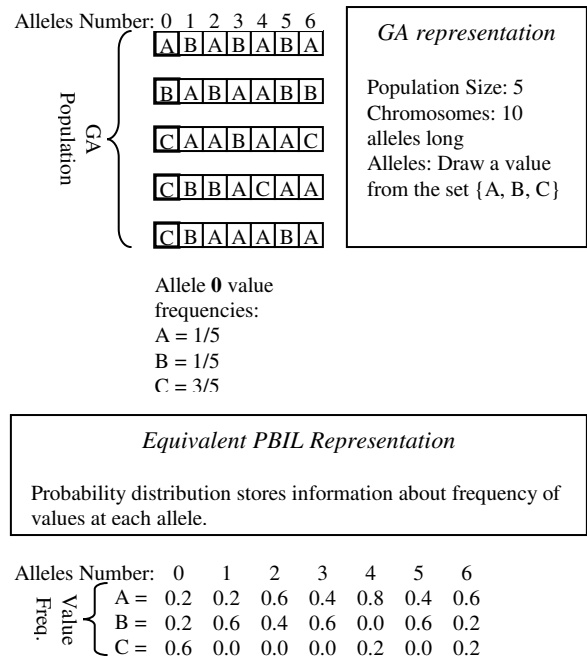 Alleles Number: 0 1 2 3 4 5 6
A B A B A B A
B A B A A B B
C A A B A A C
C B B A C A A
C B A A A B A
GA
Population
GA representation
Population Size: 5
Chromosomes: 10
alleles long
Alleles: Draw a value
from the set {A, B, C}
Allele 0 value
frequencies:
A = 1/5
B = 1/5
C = 3/5
Equivalent PBIL Representation
Probability distribution stores information about frequency of
values at each allele.
Alleles Number: 0 1 2 3 4 5 6
Value
Freq.
A = 0.2 0.2 0.6 0.4 0.8 0.4 0.6
B = 0.2 0.6 0.4 0.6 0.0 0.6 0.2
C = 0.6 0.0 0.0 0.0 0.2 0.0 0.2